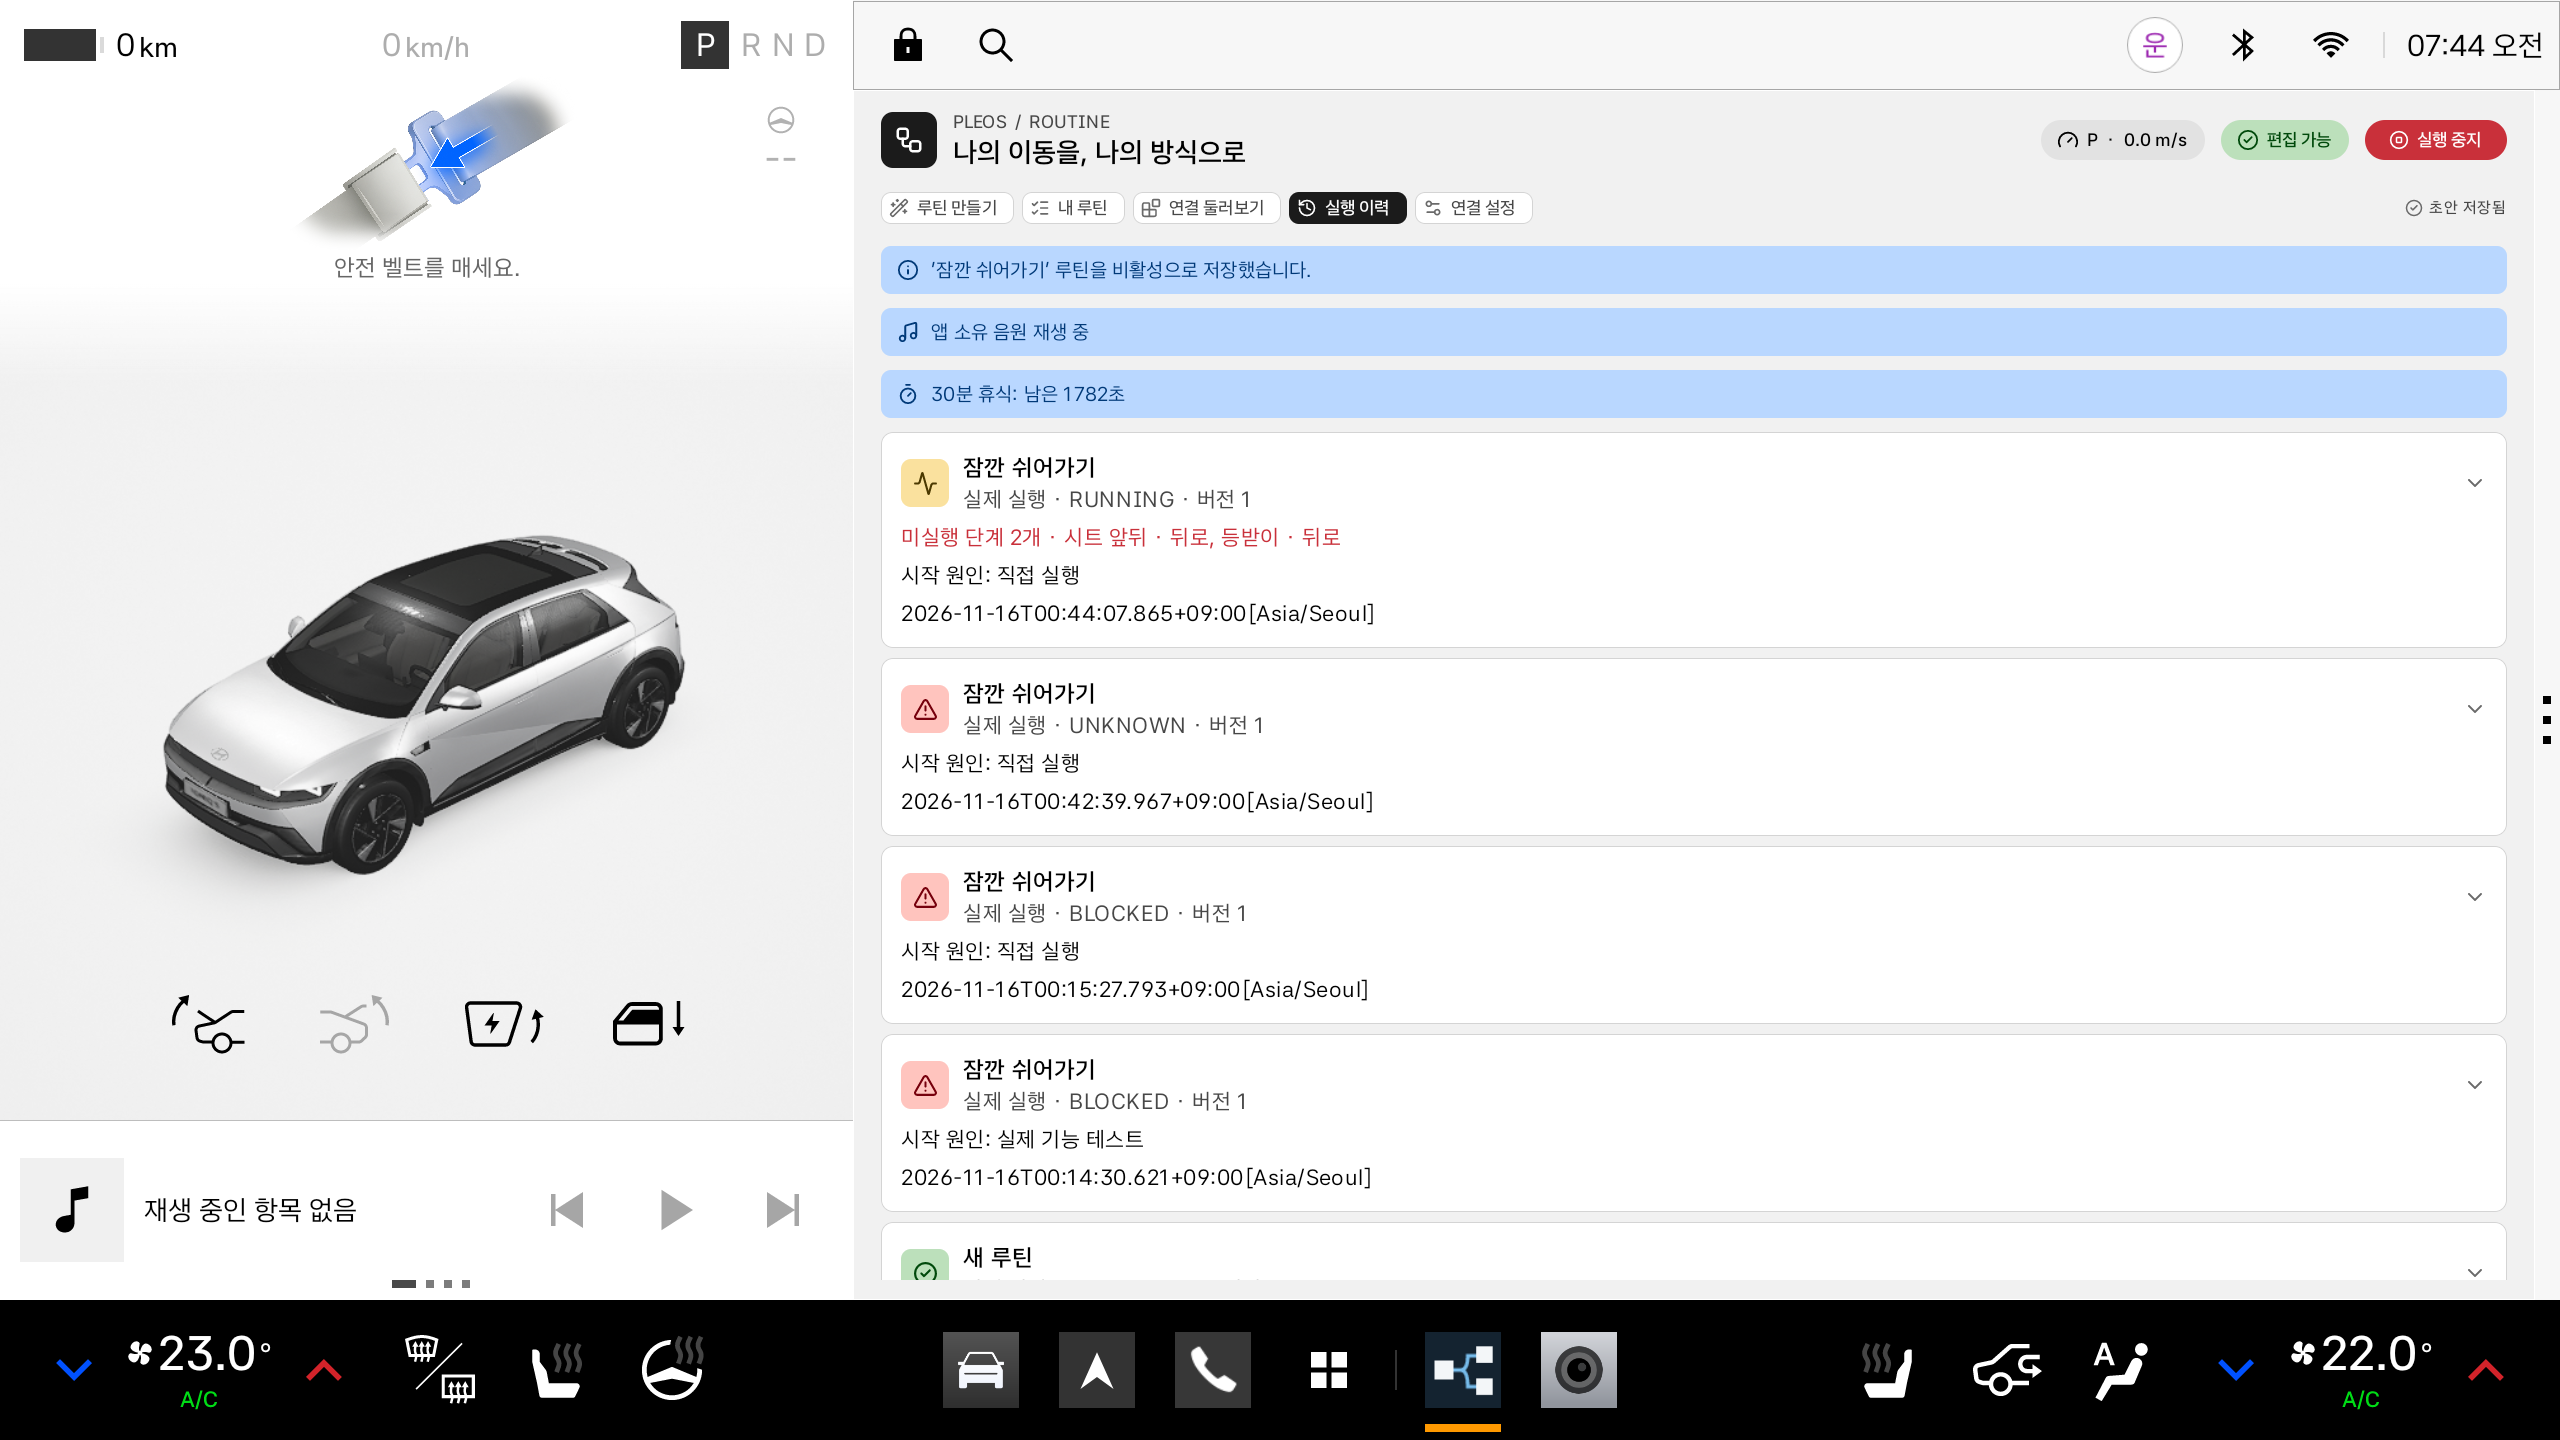 0 km
0 km/h
P R N D
안전 벨트를 매세요.
재생 중인 항목 없음
운
07:44 오전
PLEOS / ROUTINE
나의 이동을, 나의 방식으로
P · 0.0 m/s
편집 가능
실행 중지
루틴 만들기
내 루틴
연결 둘러보기
실행 이력
연결 설정
초안 저장됨
'잠깐 쉬어가기' 루틴을 비활성으로 저장했습니다.
앱 소유 음원 재생 중
30분 휴식: 남은 1782초
잠깐 쉬어가기
실제 실행 · RUNNING · 버전 1
미실행 단계 2개 · 시트 앞뒤 · 뒤로, 등받이 · 뒤로
시작 원인: 직접 실행
2026-11-16T00:44:07.865+09:00[Asia/Seoul]
잠깐 쉬어가기
실제 실행 · UNKNOWN · 버전 1
시작 원인: 직접 실행
2026-11-16T00:42:39.967+09:00[Asia/Seoul]
잠깐 쉬어가기
실제 실행 · BLOCKED · 버전 1
시작 원인: 직접 실행
2026-11-16T00:15:27.793+09:00[Asia/Seoul]
잠깐 쉬어가기
실제 실행 · BLOCKED · 버전 1
시작 원인: 실제 기능 테스트
2026-11-16T00:14:30.621+09:00[Asia/Seoul]
새 루틴
23.0°
A/C
A
22.0°
A/C